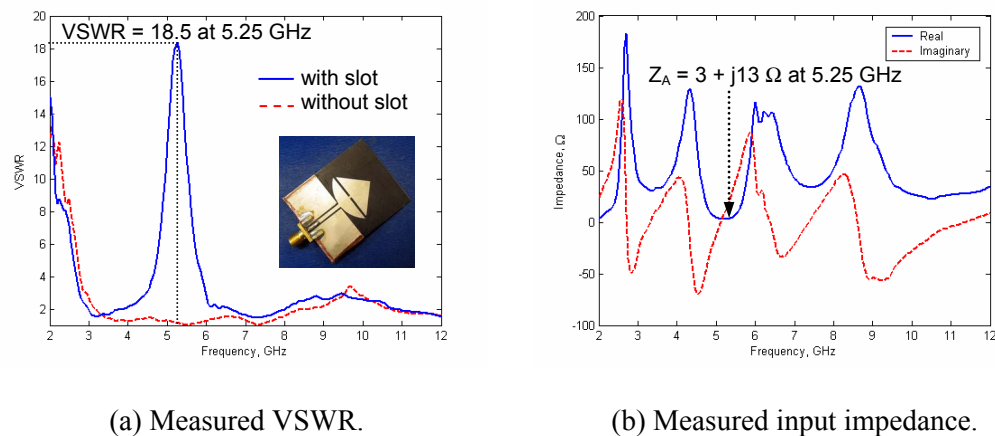 VSWR = 18.5 at 5.25 GHz
with slot
without slot
20
18
16
14
12
10
8
6
4
2
VSWR
2 3 4 5 6 7 8 9 10 11 12
Frequency, GHz
(a) Measured VSWR.
Real
Imaginary
Z_A = 3 + j13 Ω at 5.25 GHz
200
150
100
50
0
-50
-100
Impedance, Ω
2 3 4 5 6 7 8 9 10 11 12
Frequency, GHz
(b) Measured input impedance.